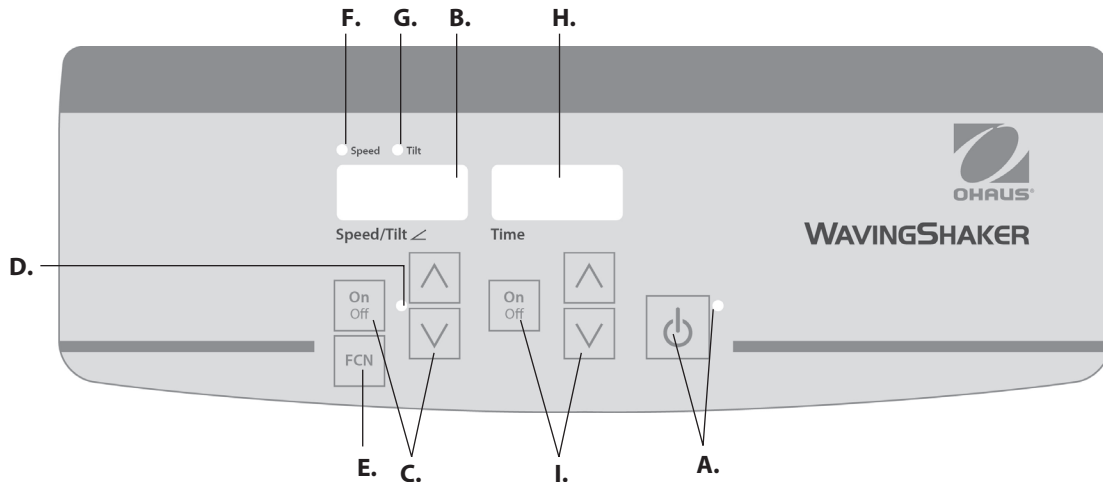 F. G. B. H.
Speed Tilt
OHAUS®
Speed/Tilt Time
WAVINGSHAKER
D.
On On
Off Off
FCN
E. C. I. A.